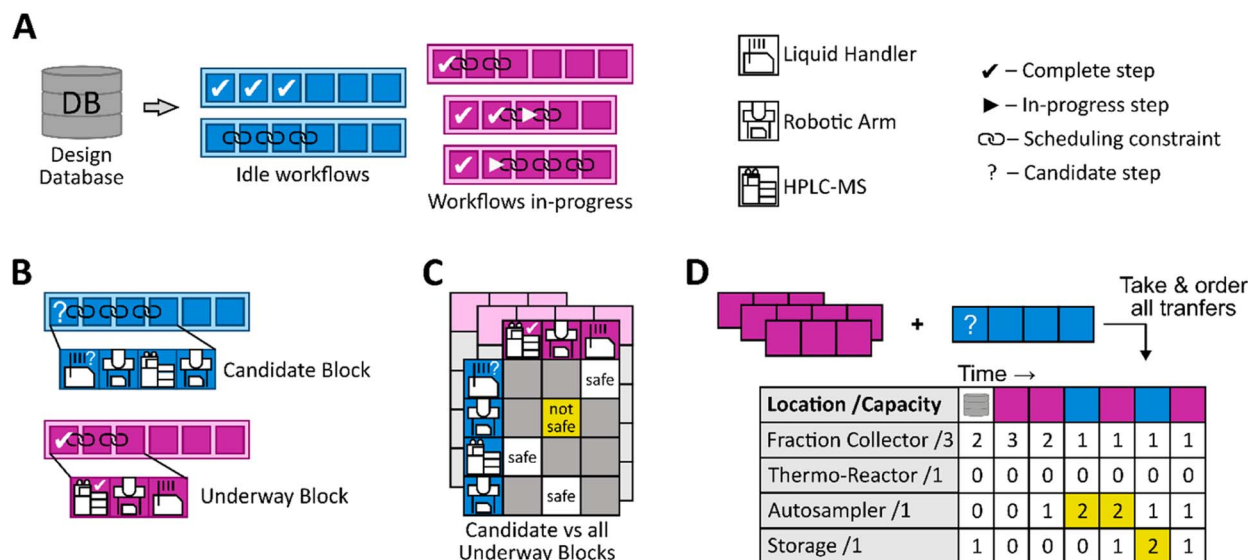 A
DB
Design
Database
Idle workflows
Workflows in-progress
Liquid Handler
Robotic Arm
HPLC-MS
✔ – Complete step
► – In-progress step
– Scheduling constraint
? – Candidate step
B
?
?
Candidate Block
Underway Block
C
?
safe
not
safe
safe
safe
Candidate vs all
Underway Blocks
D
+
?
Take & order
all tranfers
Time →
Location /Capacity
Fraction Collector /3 2 3 2 1 1 1 1
Thermo-Reactor /1 0 0 0 0 0 0 0
Autosampler /1 0 0 1 2 2 1 1
Storage /1 1 0 0 0 1 2 1